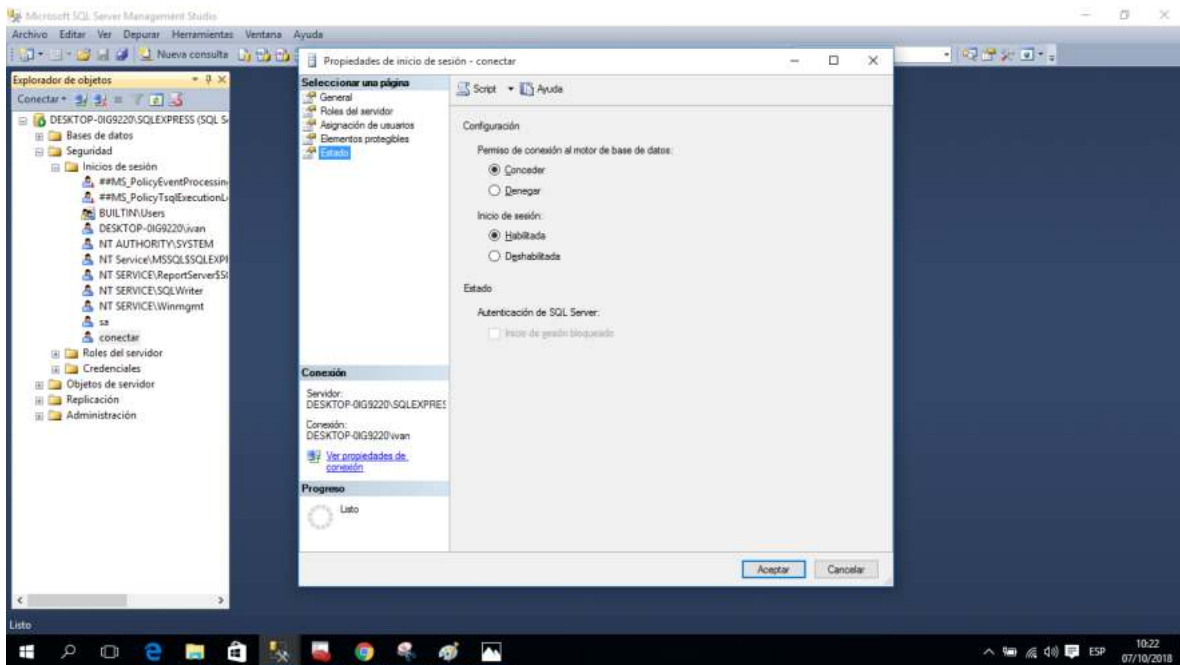 Microsoft SQL Server Management Studio
Archivo Editar Ver Depurar Herramientas Ventana Ayuda
Nueva consulta
Explorador de objetos
Conectar
DESKTOP-0IG9220\SQLEXPRESS (SQL S
Bases de datos
Seguridad
Inicios de sesión
##MS_PolicyEventProcessin
##MS_PolicyTsqlExecutionL
BUILTIN\Users
DESKTOP-0IG9220\ivan
NT AUTHORITY\SYSTEM
NT Service\MSSQL$SQLEXPI
NT SERVICE\ReportServer$S
NT SERVICE\SQLWriter
NT SERVICE\Winmgmt
sa
conectar
Roles del servidor
Credenciales
Objetos de servidor
Replicación
Administración
Propiedades de inicio de sesión - conectar
Seleccionar una página
General
Roles del servidor
Asignación de usuarios
Elementos protegibles
Estado
Conexión
Servidor:
DESKTOP-0IG9220\SQLEXPRES
Conexión:
DESKTOP-0IG9220\ivan
Ver propiedades de
conexión
Progreso
Listo
Script Ayuda
Configuración
Permiso de conexión al motor de base de datos:
Conceder
Denegar
Inicio de sesión:
Habilitada
Deshabilitada
Estado
Autenticación de SQL Server:
Inicio de sesión bloqueado
Aceptar Cancelar
Listo
ESP
10:22
07/10/2018